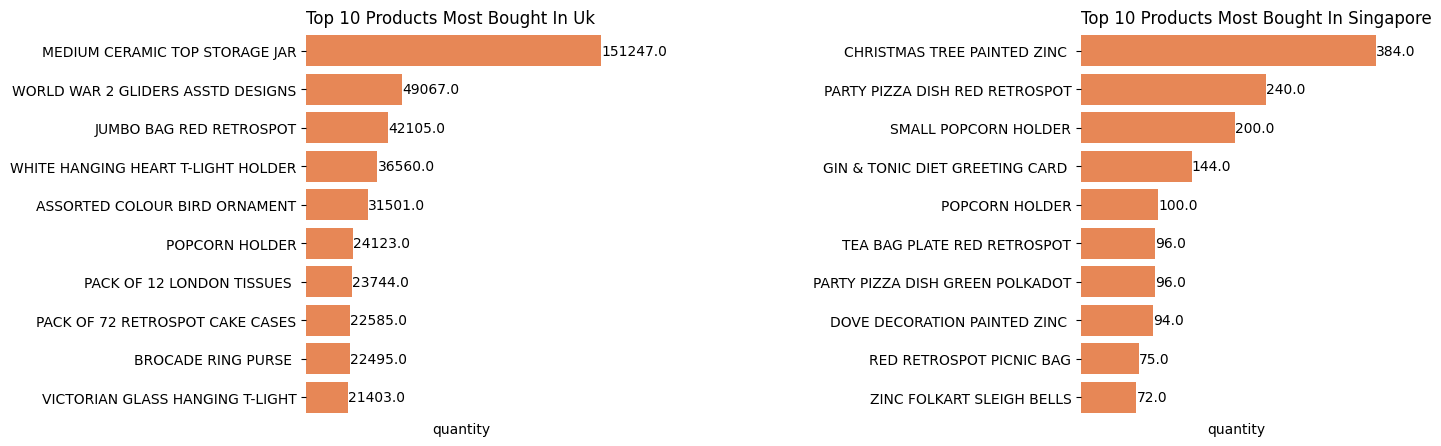 Top 10 Products Most Bought In Uk
MEDIUM CERAMIC TOP STORAGE JAR 151247.0
WORLD WAR 2 GLIDERS ASSTD DESIGNS 49067.0
JUMBO BAG RED RETROSPOT 42105.0
WHITE HANGING HEART T-LIGHT HOLDER 36560.0
ASSORTED COLOUR BIRD ORNAMENT 31501.0
POPCORN HOLDER 24123.0
PACK OF 12 LONDON TISSUES 23744.0
PACK OF 72 RETROSPOT CAKE CASES 22585.0
BROCADE RING PURSE 22495.0
VICTORIAN GLASS HANGING T-LIGHT 21403.0
quantity
Top 10 Products Most Bought In Singapore
CHRISTMAS TREE PAINTED ZINC 384.0
PARTY PIZZA DISH RED RETROSPOT 240.0
SMALL POPCORN HOLDER 200.0
GIN & TONIC DIET GREETING CARD 144.0
POPCORN HOLDER 100.0
TEA BAG PLATE RED RETROSPOT 96.0
PARTY PIZZA DISH GREEN POLKADOT 96.0
DOVE DECORATION PAINTED ZINC 94.0
RED RETROSPOT PICNIC BAG 75.0
ZINC FOLKART SLEIGH BELLS 72.0
quantity